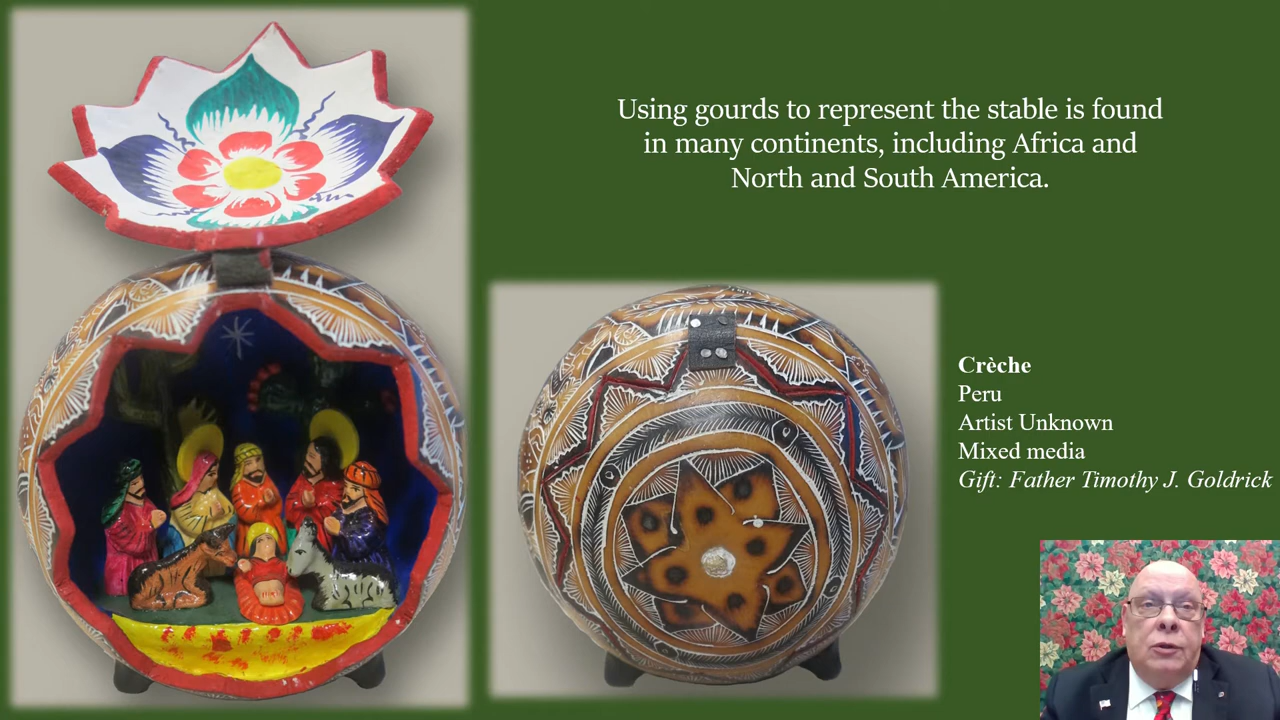 Using gourds to represent the stable is found
in many continents, including Africa and
North and South America.
Crèche
Peru
Artist Unknown
Mixed media
Gift: Father Timothy J. Goldrick